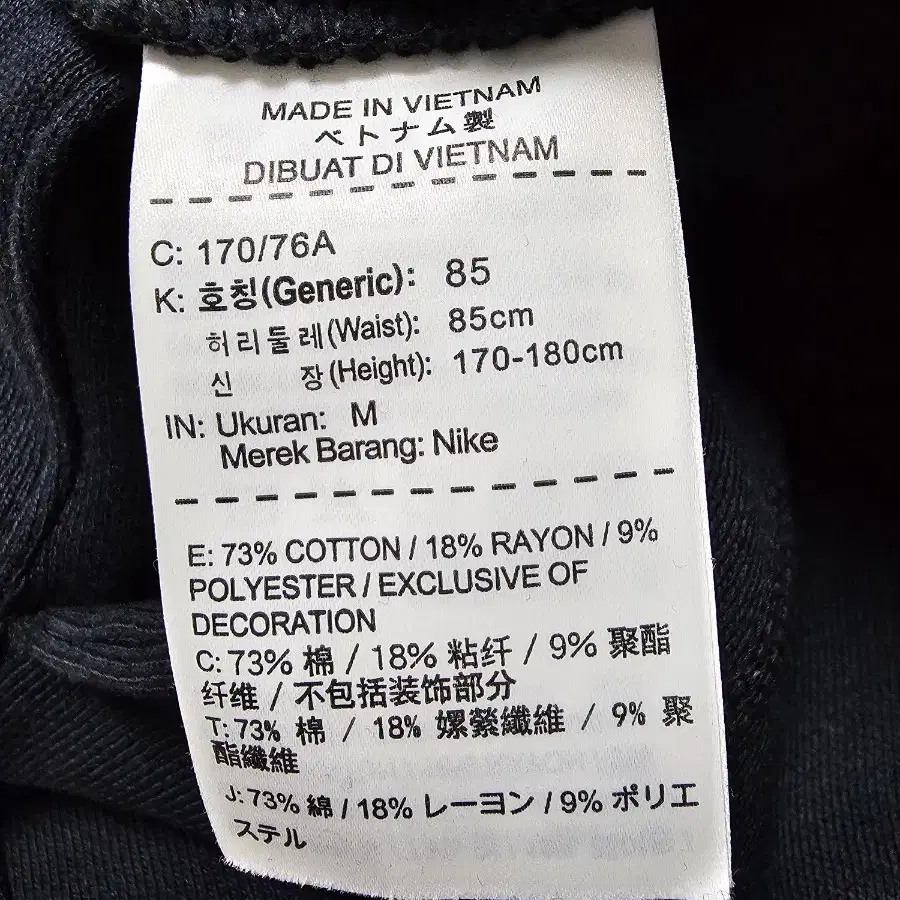 MADE IN VIETNAM
ベトナム製
DIBUAT DI VIETNAM
C: 170/76A
K: 호칭(Generic): 85
허리둘레(Waist): 85cm
신 장(Height): 170-180cm
IN: Ukuran: M
Merek Barang: Nike
E: 73% COTTON / 18% RAYON / 9%
POLYESTER / EXCLUSIVE OF
DECORATION
C: 73% 棉 / 18% 粘纤 / 9% 聚酯
纤维 / 不包括装饰部分
T: 73% 棉 / 18% 嫘縈纖維 / 9% 聚
酯纖維
J: 73% 綿 / 18% レーヨン / 9% ポリエ
ステル